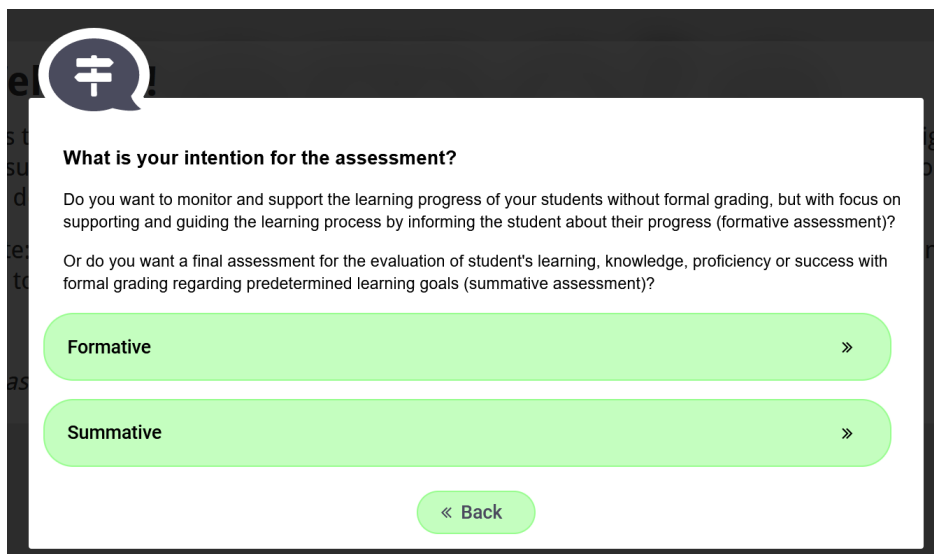 What is your intention for the assessment?
Do you want to monitor and support the learning progress of your students without formal grading, but with focus on
supporting and guiding the learning process by informing the student about their progress (formative assessment)?
Or do you want a final assessment for the evaluation of student's learning, knowledge, proficiency or success with
formal grading regarding predetermined learning goals (summative assessment)?
Formative »
Summative »
« Back